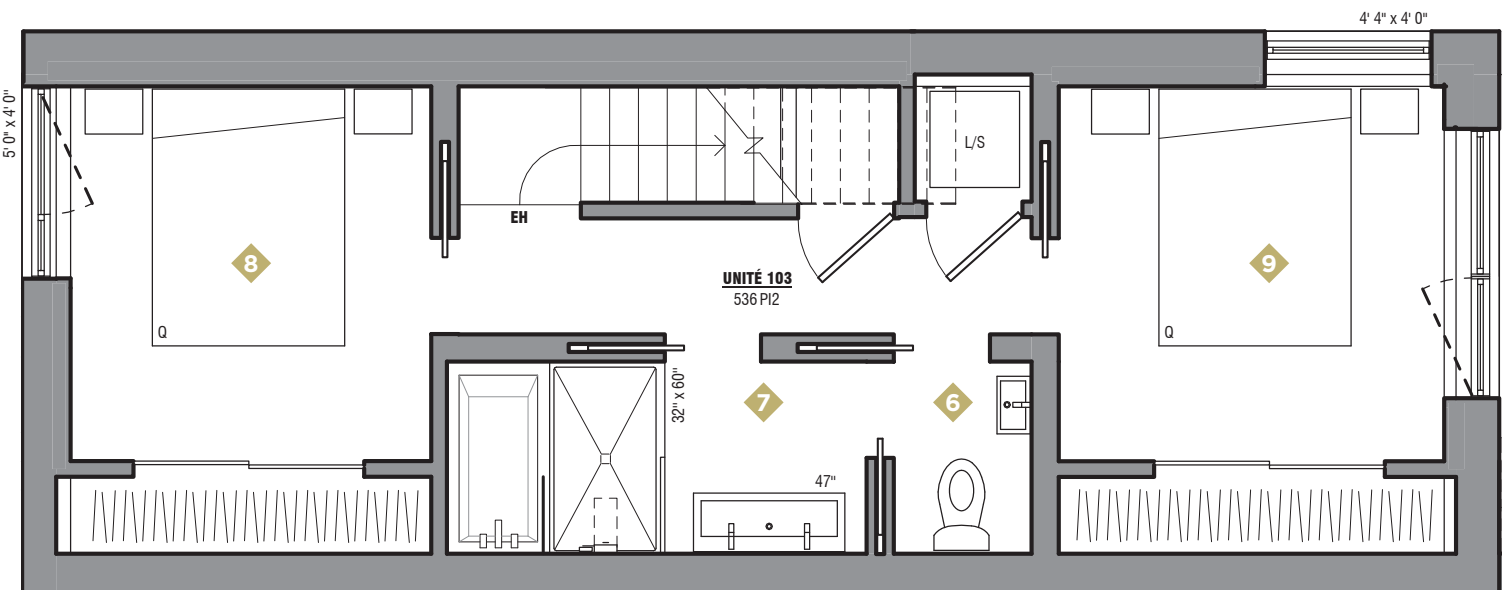 4' 4" x 4' 0"
5' 0" x 4' 0"
L/S
EH
8
UNITÉ 103
536 PI2
9
Q
Q
32" x 60"
7
6
47"